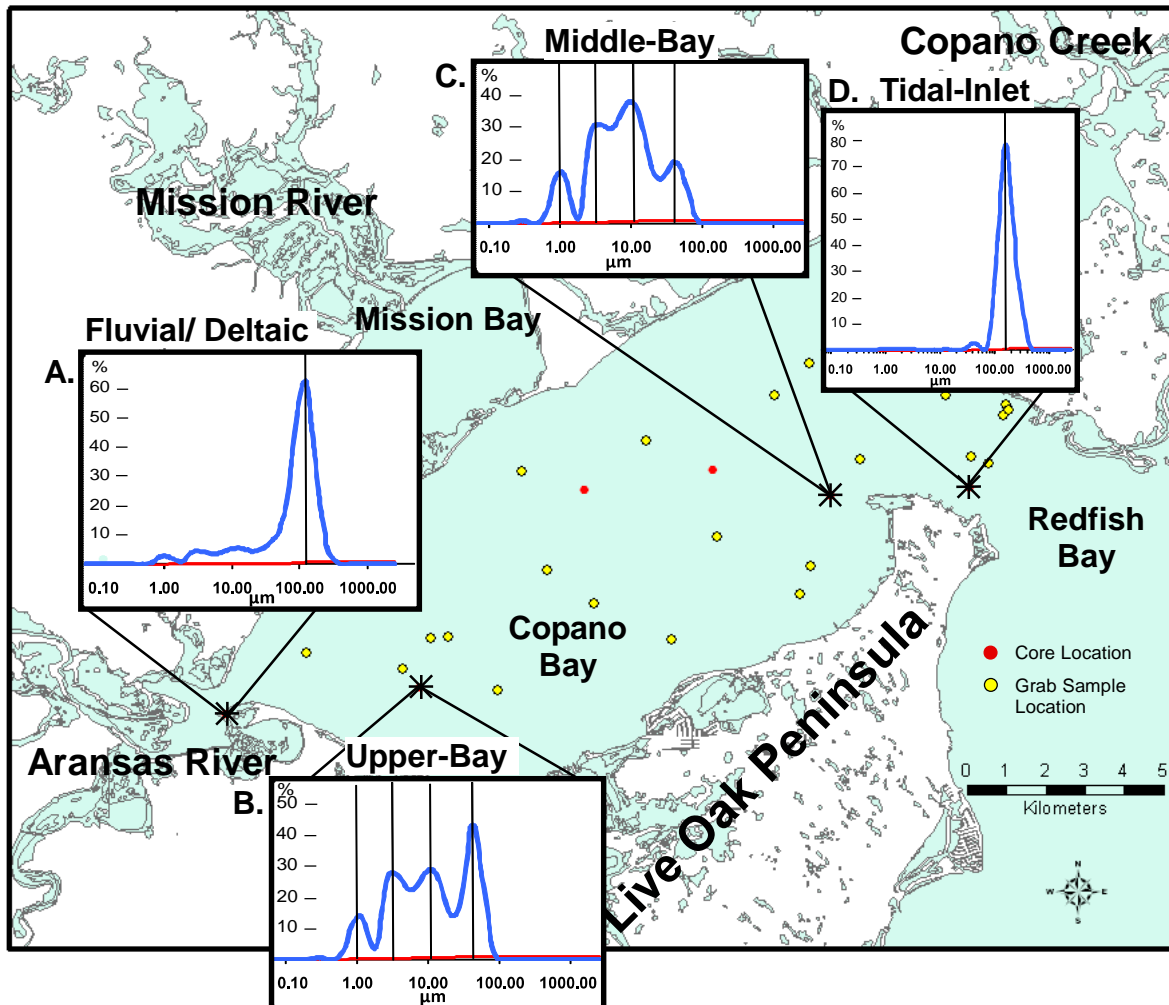 Copano Creek
Middle-Bay
C.
%
40
30
20
10
0.10 1.00 10.00 100.00 1000.00
µm
D. Tidal-Inlet
%
80
70
60
50
40
30
20
10
0.10 1.00 10.00 100.00 1000.00
µm
Mission River
Mission Bay
Fluvial/ Deltaic
A.
%
60
50
40
30
20
10
0.10 1.00 10.00 100.00 1000.00
µm
Redfish
Bay
Copano
Bay
Core Location
Grab Sample
Location
Aransas River
Upper-Bay
B.
%
50
40
30
20
10
0.10 1.00 10.00 100.00 1000.00
µm
Live Oak Peninsula
0 1 2 3 4 5
Kilometers
N
W E
S